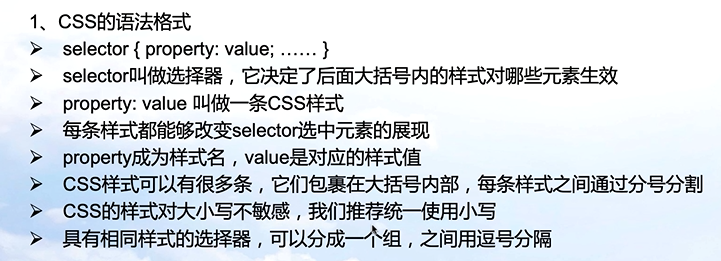 1、CSS的语法格式
➢ selector { property: value; …… }
➢ selector叫做选择器，它决定了后面大括号内的样式对哪些元素生效
➢ property: value 叫做一条CSS样式
➢ 每条样式都能够改变selector选中元素的展现
➢ property成为样式名，value是对应的样式值
➢ CSS样式可以有很多条，它们包裹在大括号内部，每条样式之间通过分号分割
➢ CSS的样式对大小写不敏感，我们推荐统一使用小写
➢ 具有相同样式的选择器，可以分成一个组，之间用逗号分隔